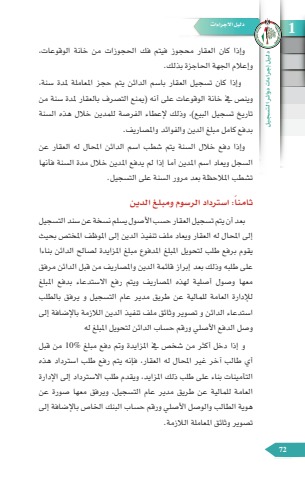 دليل الاجراءات
1
دليل اجراءات دوائر التسجيل
وإذا كان العقار محجوز فيتم فك الحجوزات من خانة الوقوعات،
وإعلام الجهة الحاجزة بذلك.
وإذا كان تسجيل العقار باسم الدائن يتم حجز المعاملة لمدة سنة،
وينص في خانة الوقوعات على أنه (يمنع التصرف بالعقار لمدة سنة من
تاريخ تسجيل البيع)، وذلك لإعطاء الفرصة للمدين خلال هذه السنة
بدفع كامل مبلغ الدين والفوائد والمصاريف.
وإذا دفع خلال السنة يتم شطب اسم الدائن المحال له العقار عن
السجل ويعاد اسم المدين أما إذا لم يدفع المدين خلال مدة السنة فأنها
تشطب الملاحظة بعد مرور السنة على التسجيل.
ثامناً: استرداد الرسوم ومبلغ الدين
بعد أن يتم تسجيل العقار حسب الأصول يسلم نسخة عن سند التسجيل
إلى المحال له العقار ويعاد ملف تنفيذ الدين إلى الموظف المختص بحيث
يقوم برفع طلب لتحويل المبلغ المدفوع مبلغ المزايدة لصالح الدائن بناءا
على طلبه وذلك بعد إبراز قائمة الدين والمصاريف من قبل الدائن مرفق
معها وصول أصلية لهذه المصاريف ويتم رفع الاستدعاء بدفع المبلغ
للإدارة العامة للمالية عن طريق مدير عام التسجيل و يرفق بالطلب
استدعاء الدائن و تصوير وثائق ملف تنفيذ الدين اللازمة بالإضافة إلى
وصل الدفع الأصلي ورقم حساب الدائن لتحويل المبلغ له
و إذا دخل أكثر من شخص في المزايدة وتم دفع مبلغ 10% من قبل
أي طالب آخر غير المحال له العقار، فإنه يتم رفع طلب استرداد هذه
التأمينات بناء على طلب ذلك المزايد. ويقدم طلب الاسترداد إلى الإدارة
العامة للمالية عن طريق مدير عام التسجيل، ويرفق معها صورة عن
هوية الطالب والوصل الأصلي ورقم حساب البنك الخاص بالإضافة إلى
تصوير وثائق المعاملة اللازمة.
72